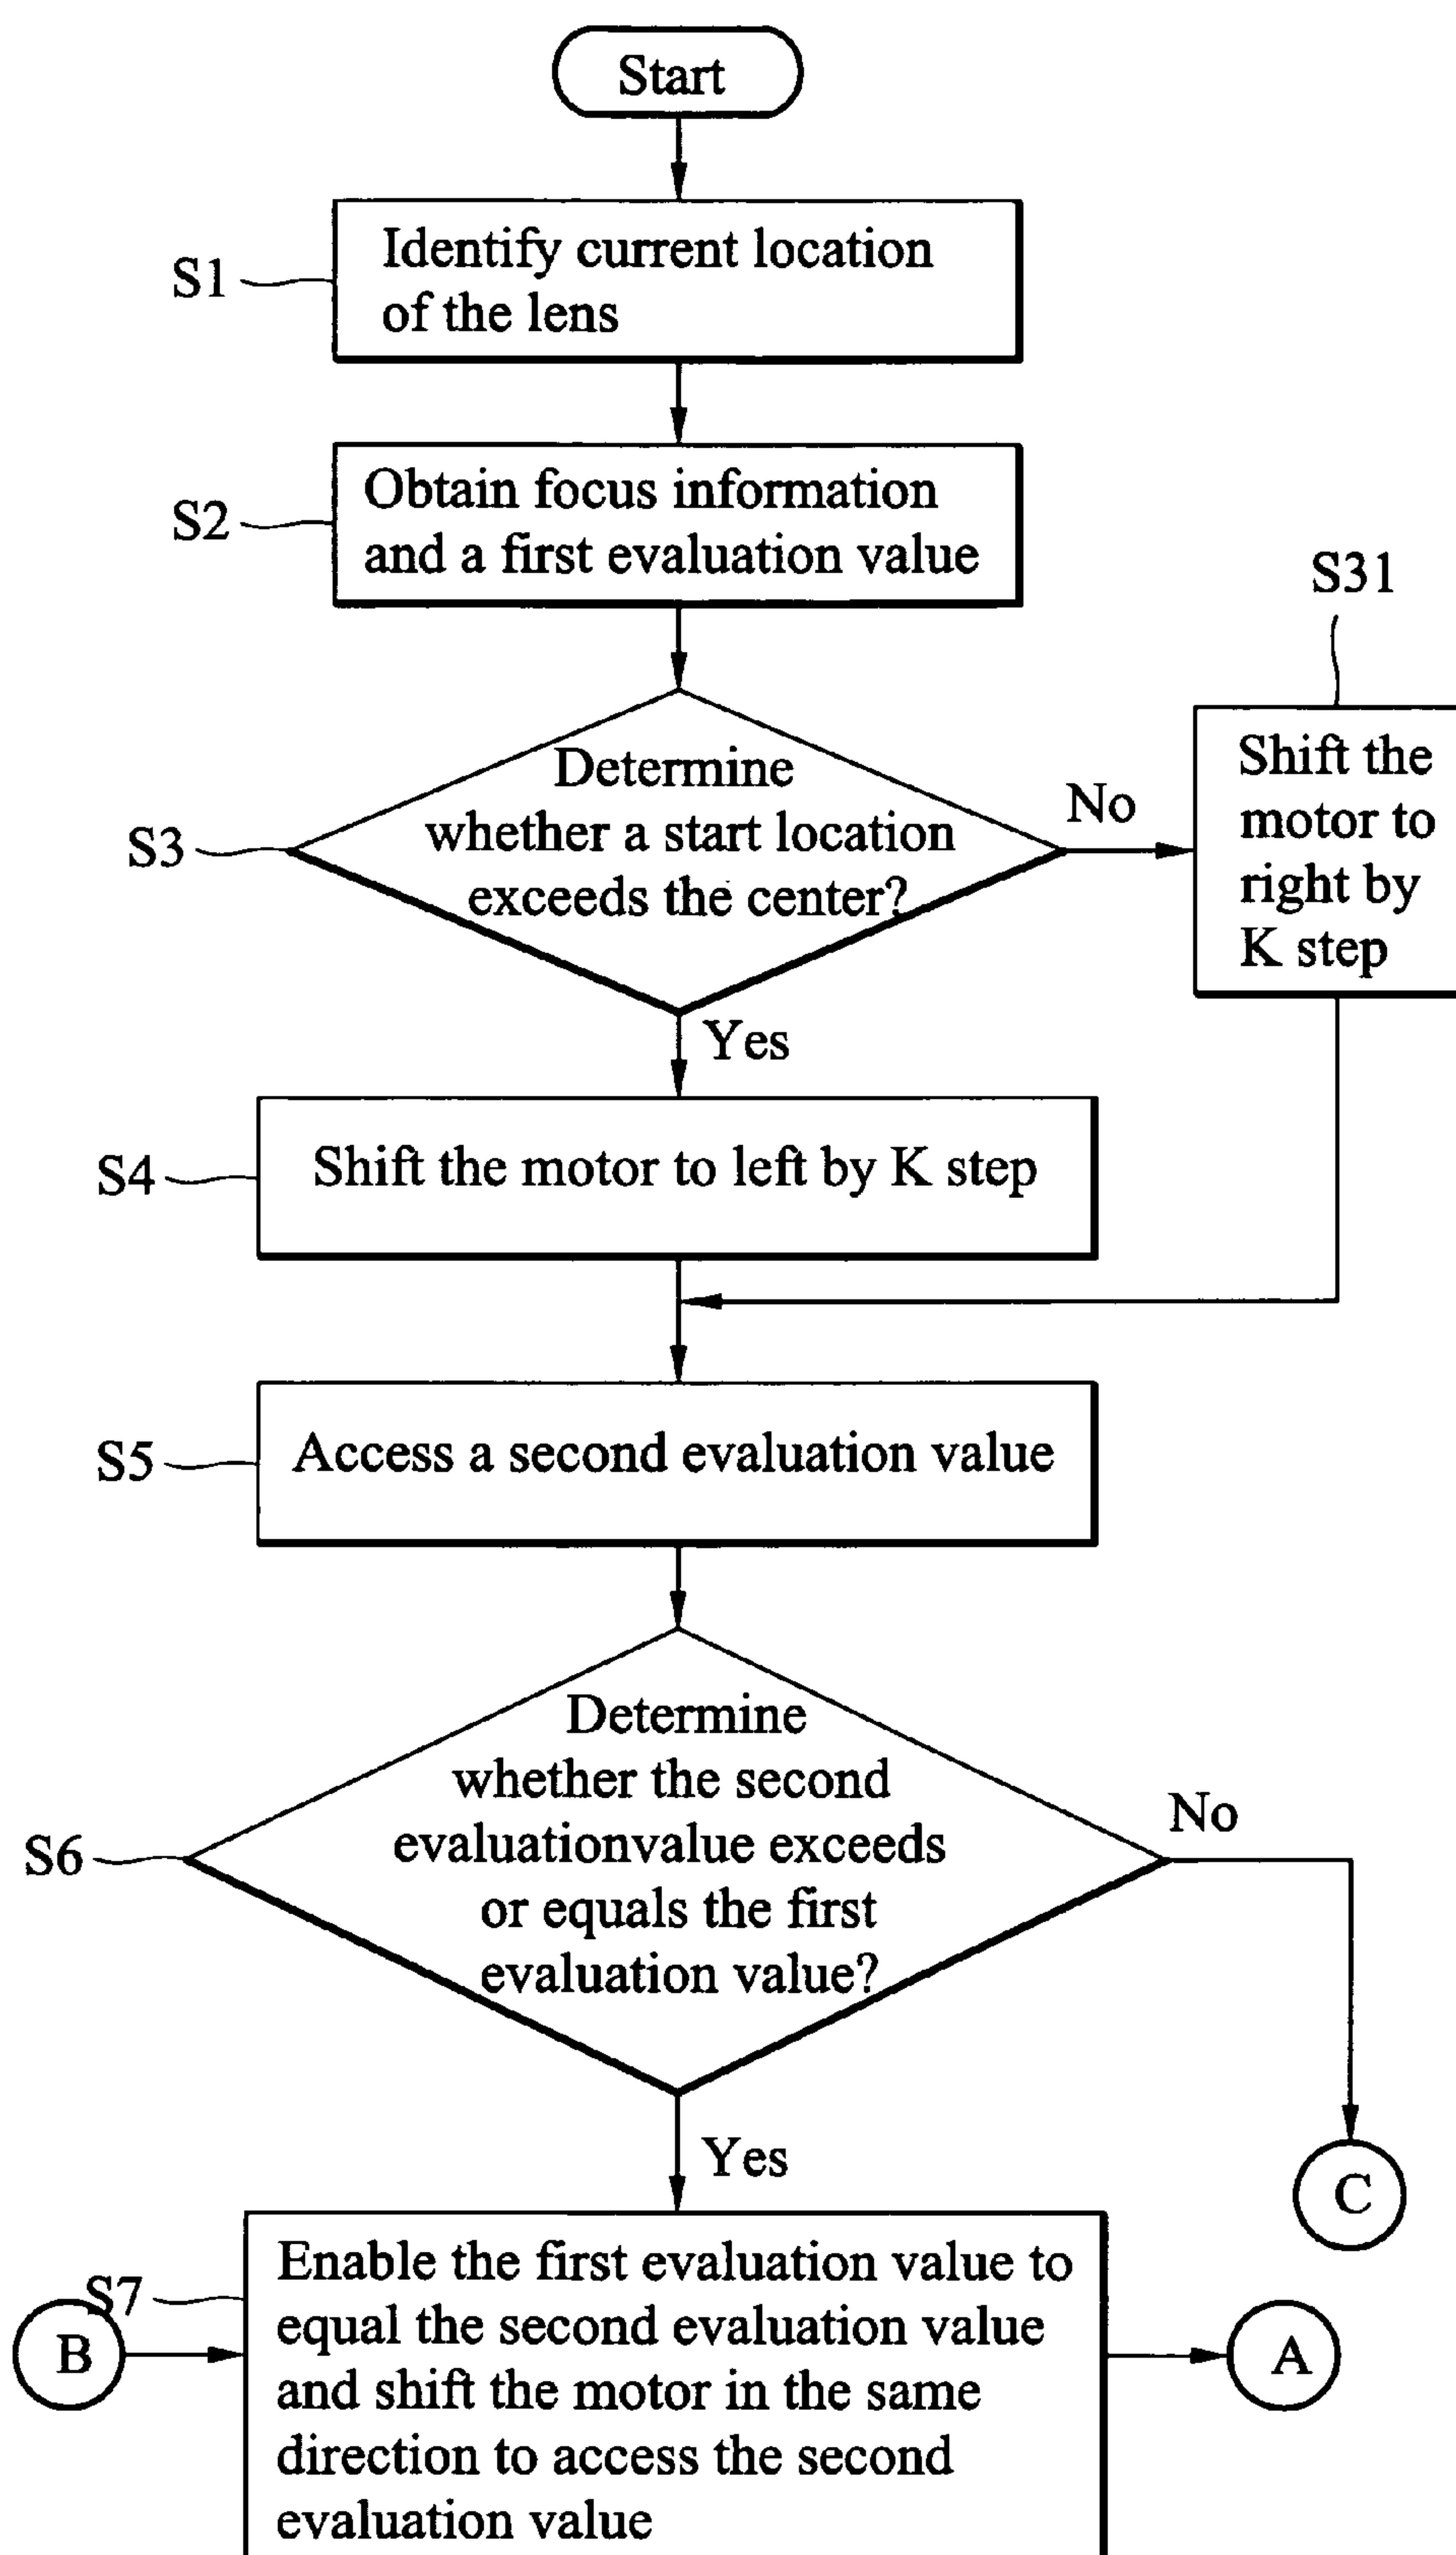 Start
S1
Identify current location
of the lens
S2
Obtain focus information
and a first evaluation value
S31
S3
Determine
whether a start location
exceeds the center?
No
Shift the
motor to
right by
K step
Yes
S4
Shift the motor to left by K step
S5
Access a second evaluation value
S6
Determine
whether the second
evaluationvalue exceeds
or equals the first
evaluation value?
No
Yes
C
S7
B
Enable the first evaluation value to
equal the second evaluation value
and shift the motor in the same
direction to access the second
evaluation value
A